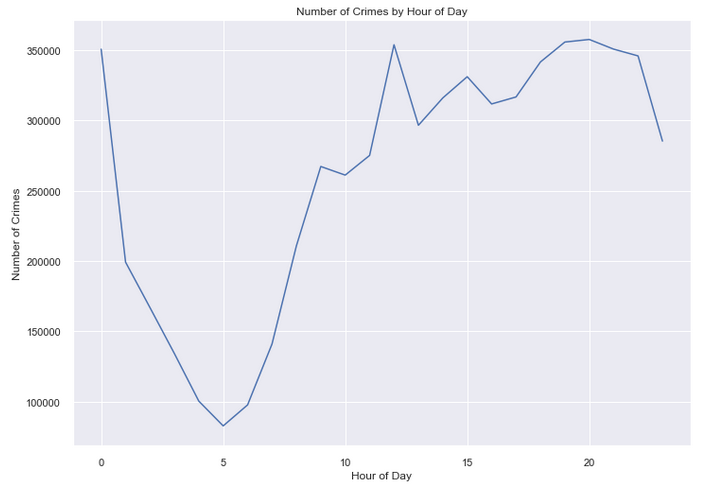 Number of Crimes by Hour of Day
350000
300000
250000
200000
150000
100000
Number of Crimes
0 5 10 15 20
Hour of Day